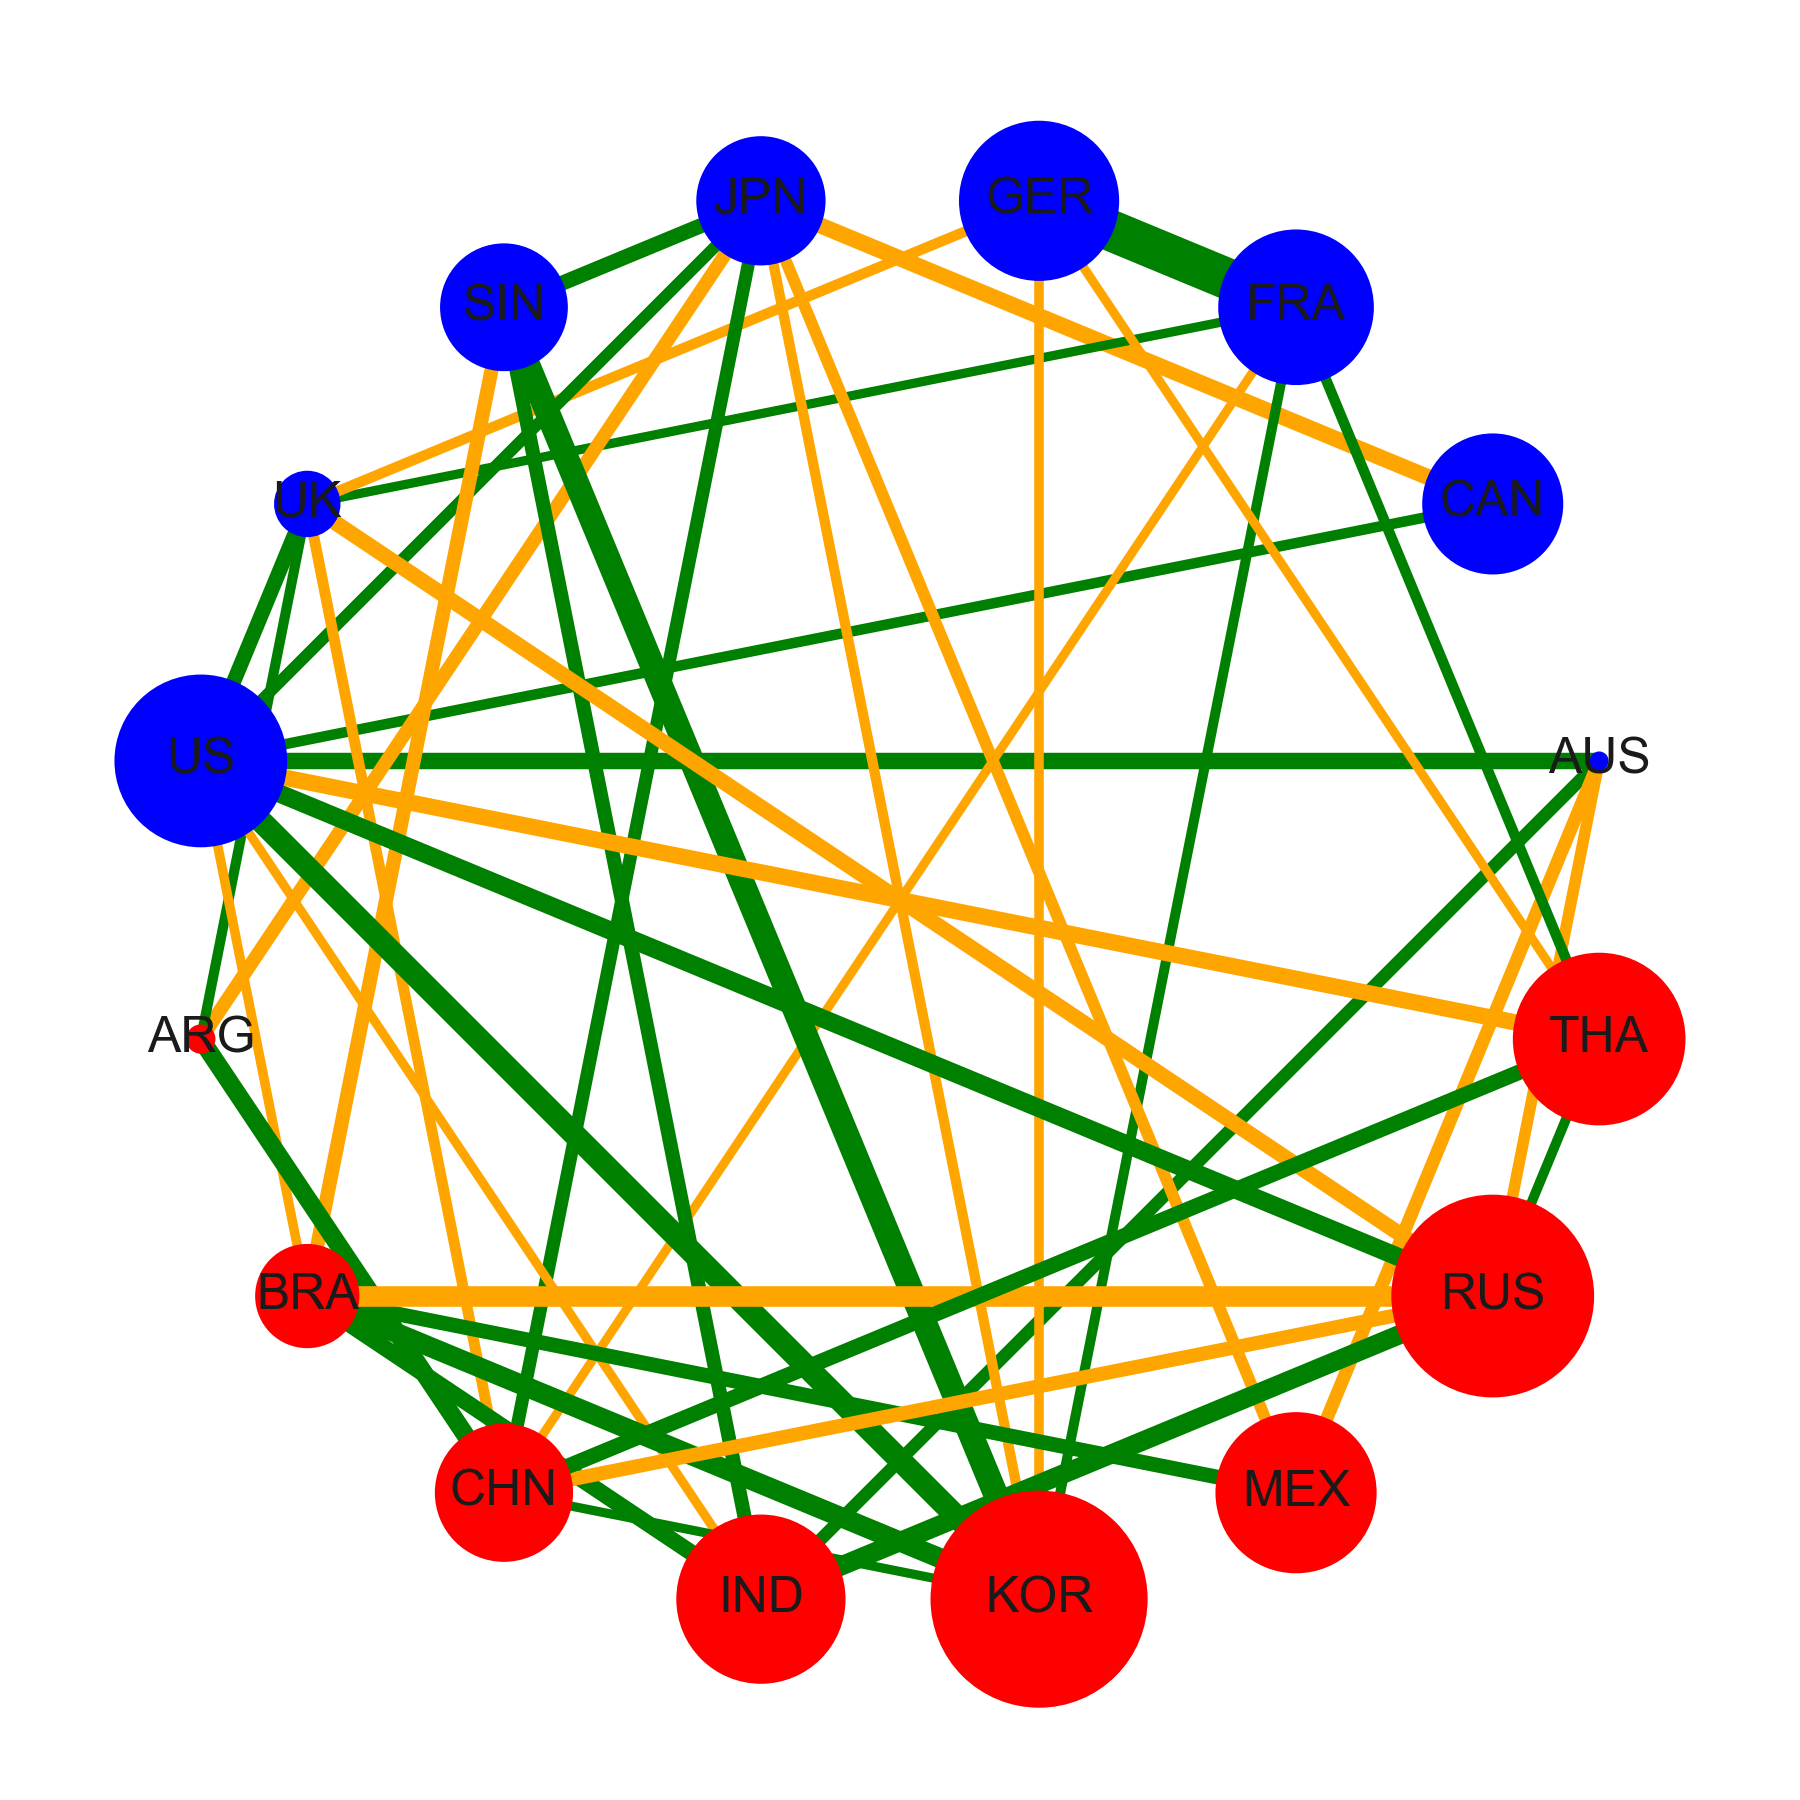 JPN
GER
SIN
FRA
UK
CAN
US
AUS
ARG
THA
BRA
RUS
CHN
MEX
IND
KOR